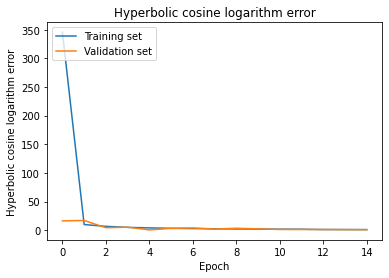 Hyperbolic cosine logarithm error
Hyperbolic cosine logarithm error
350
300
250
200
150
100
50
0
Training set
Validation set
0 2 4 6 8 10 12 14
Epoch